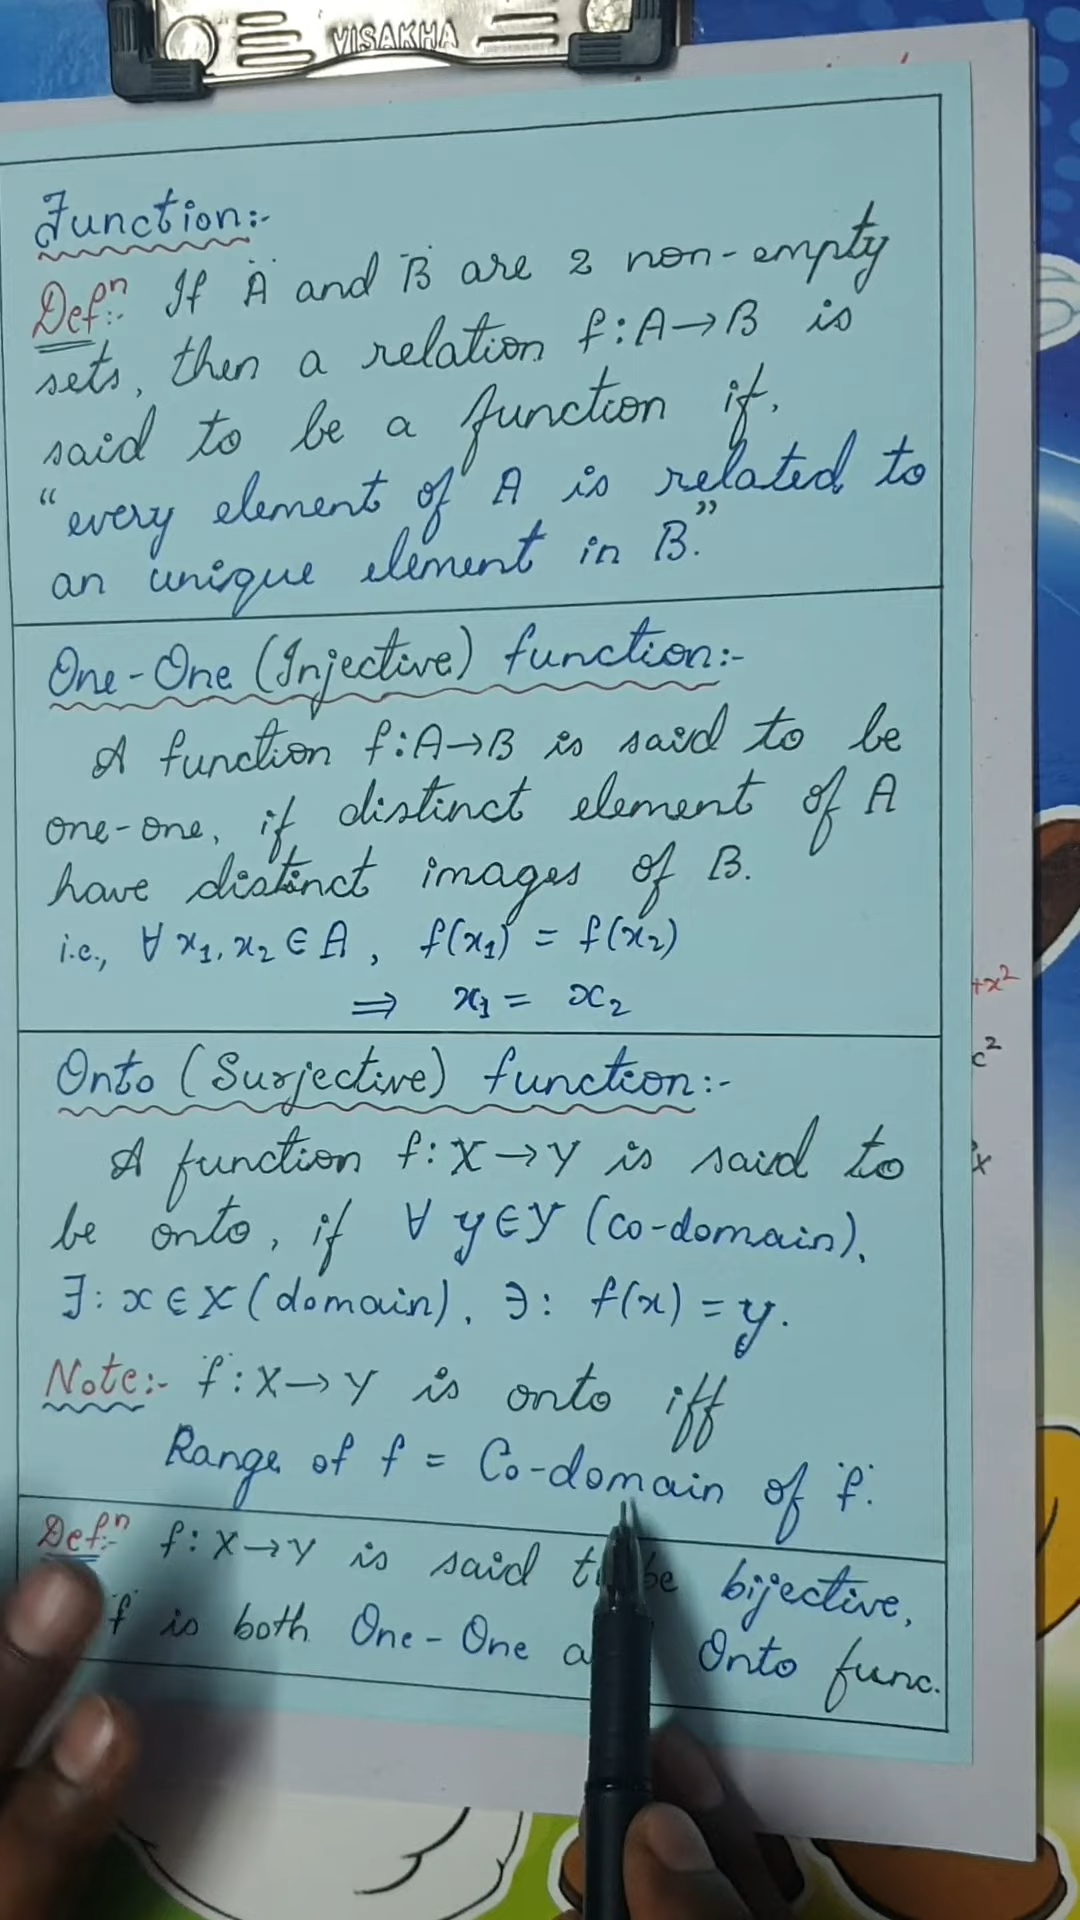 VISAKHA
Function:-
Defⁿ:- If A and B are 2 non-empty
sets, then a relation f:A→B is
said to be a function if,
"every element of A is related to
an unique element in B."
One-One (Injective) function:-
A function f:A→B is said to be
one-one, if distinct element of A
have distinct images of B.
i.e., ∀ x₁, x₂ ∈ A, f(x₁) = f(x₂)
⇒ x₁ = x₂
Onto (Surjective) function:-
A function f:X→Y is said to
be onto, if ∀ y∈Y (Co-domain),
∃: x∈X (domain), ∋: f(x) = y.
Note:- f:X→Y is onto iff
Range of f = Co-domain of f.
Defⁿ:- f:X→Y is said to be bijective,
f is both One-One a Onto func.
+x²
c²
x